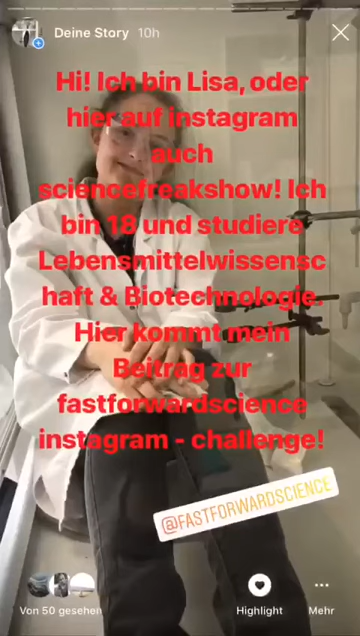 Deine Story 10h
Hi! Ich bin Lisa, oder
hier auf instagram
auch
sciencefreakshow! Ich
bin 18 und studiere
Lebensmittelwissensc
haft & Biotechnologie.
Hier kommt mein
Beitrag zur
fastforwardscience
instagram - challenge!
@FASTFORWARDSCIENCE
Von 50 gesehen
Highlight
Mehr